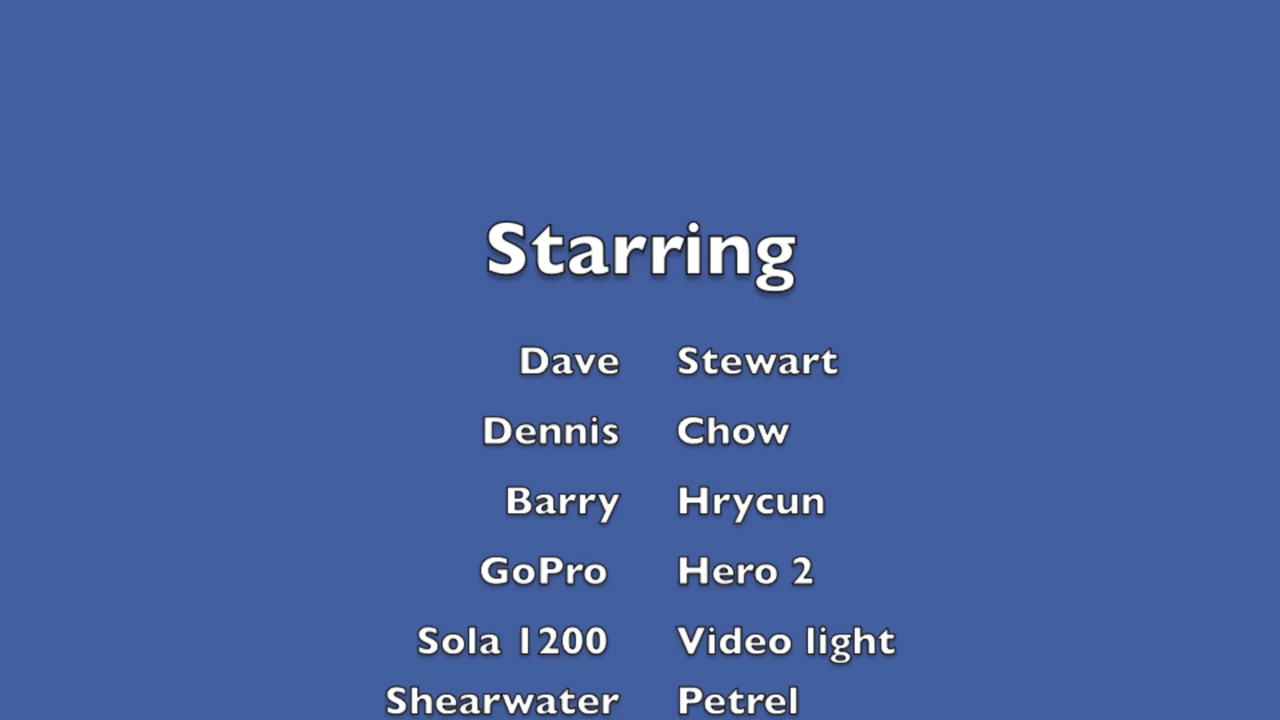 Starring
Dave Stewart
Dennis Chow
Barry Hrycun
GoPro Hero 2
Sola 1200 Video light
Shearwater Petrel